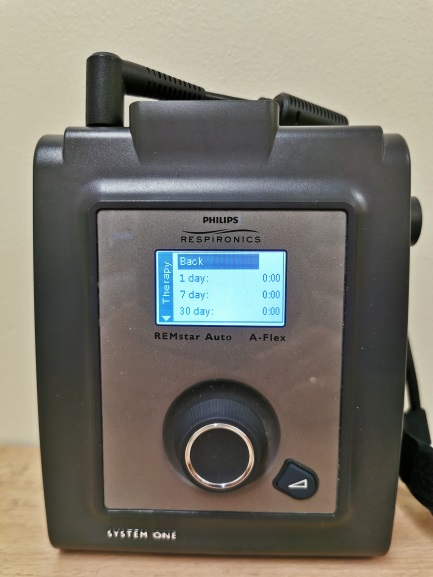 PHILIPS
RESPIRONICS
Therapy
Back
1 day: 0:00
7 day: 0:00
30 day: 0:00
REMstar Auto A-Flex
SYSTEM ONE